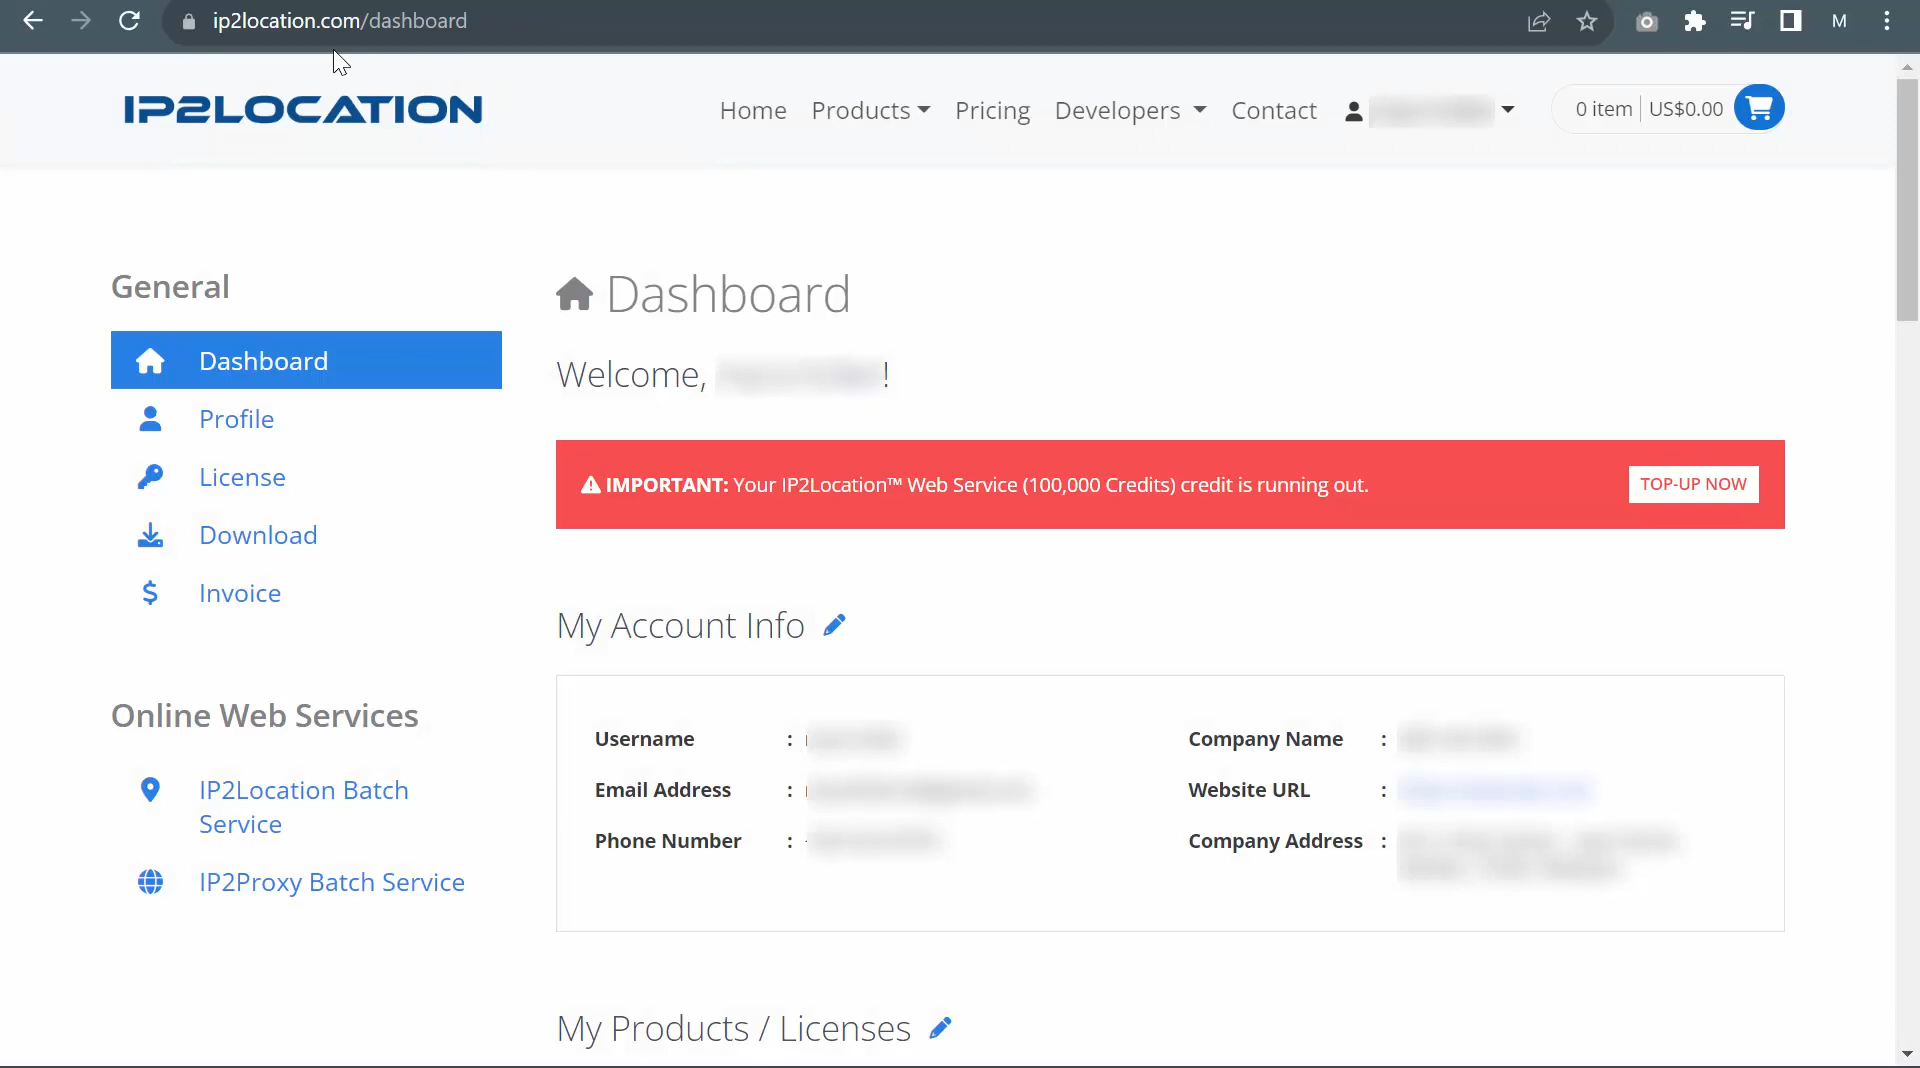 ip2location.com/dashboard
M
IP2LOCATION
Home
Products
Pricing
Developers
Contact
0 item
US$0.00
General
Dashboard
Profile
License
Download
Invoice
Online Web Services
IP2Location Batch
Service
IP2Proxy Batch Service
Dashboard
Welcome, !
IMPORTANT: Your IP2Location™ Web Service (100,000 Credits) credit is running out.
TOP-UP NOW
My Account Info
Username :
Company Name :
Email Address :
Website URL :
Phone Number :
Company Address :
My Products / Licenses